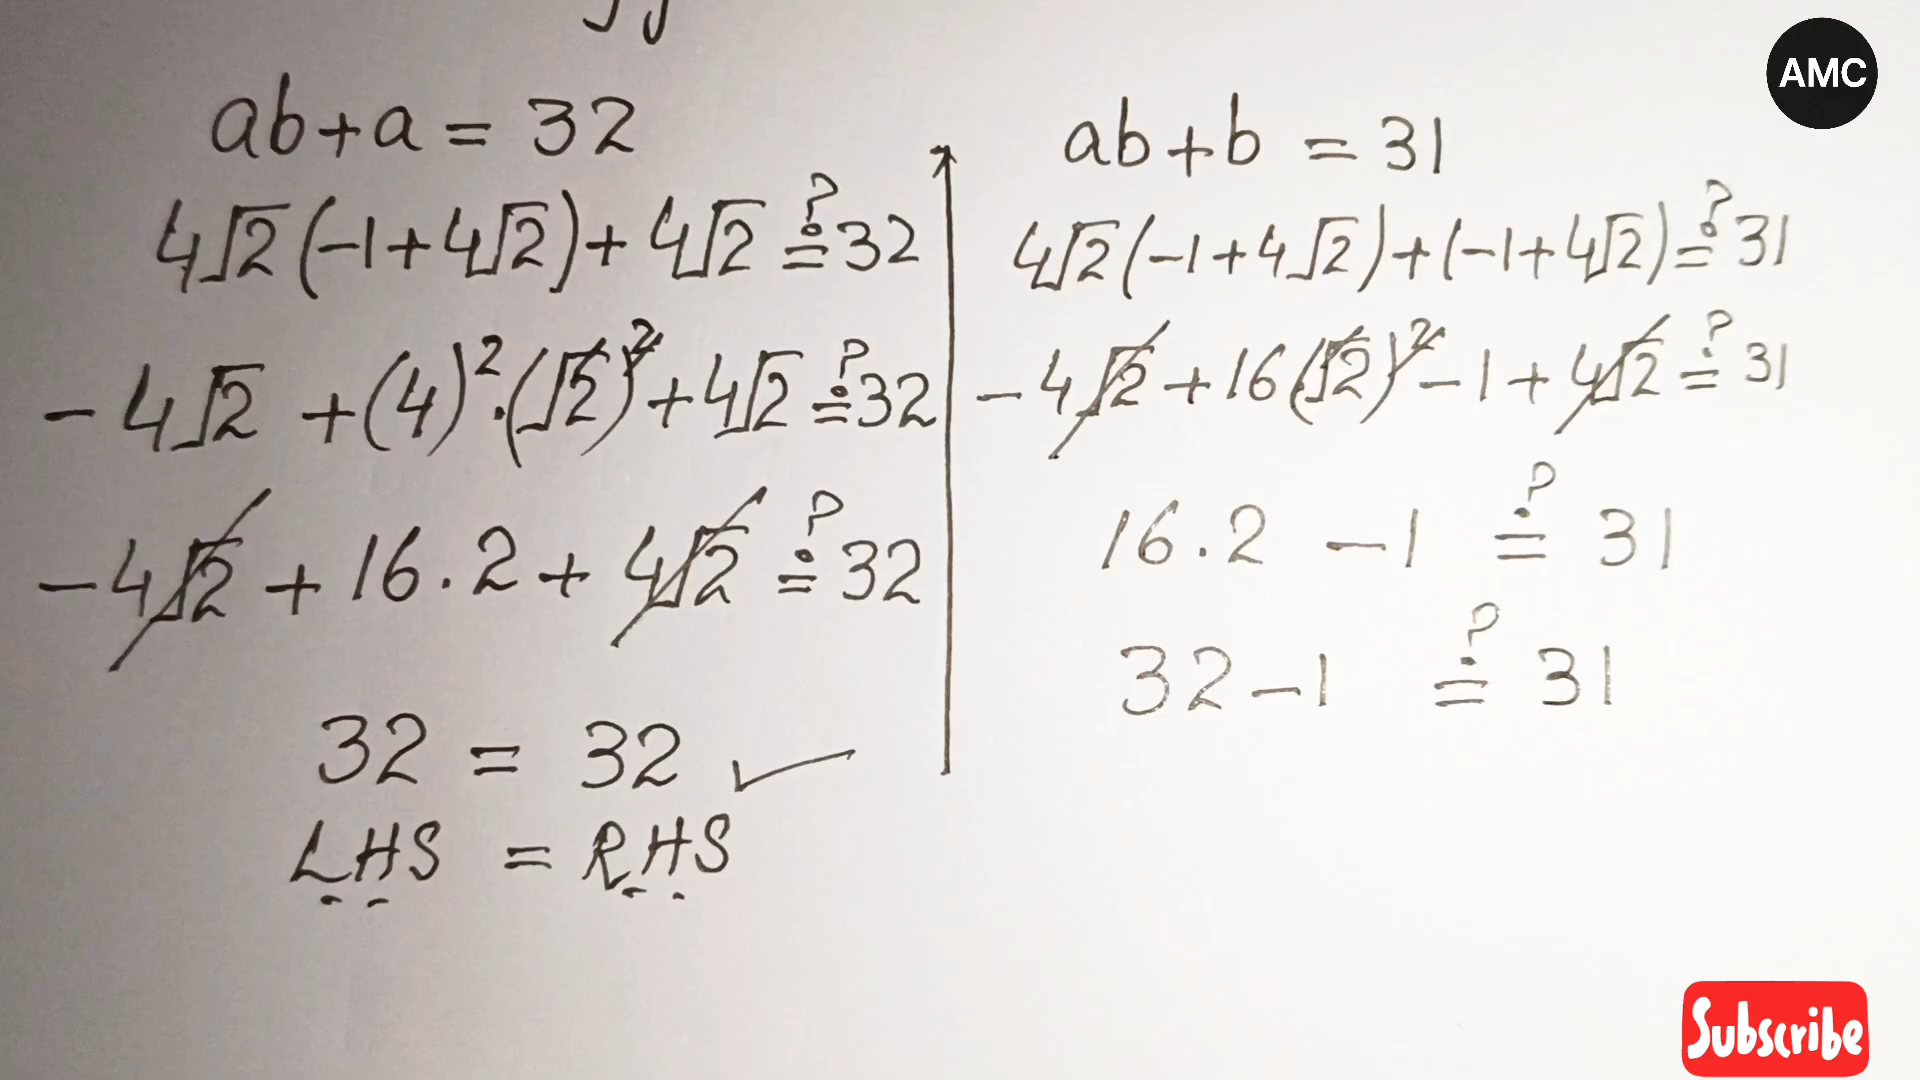 AMC
ab+a = 32
4√2(-1+4√2)+4√2 ≟ 32
-4√2 +(4)²·(√2)²+4√2 ≟ 32
-4√2 + 16.2 + 4√2 ≟ 32
32 = 32 ✓
LHS = RHS
ab+b = 31
4√2(-1+4√2)+(-1+4√2) ≟ 31
-4√2 +16(√2)²-1+4√2 ≟ 31
16.2 -1 ≟ 31
32-1 ≟ 31
Subscribe